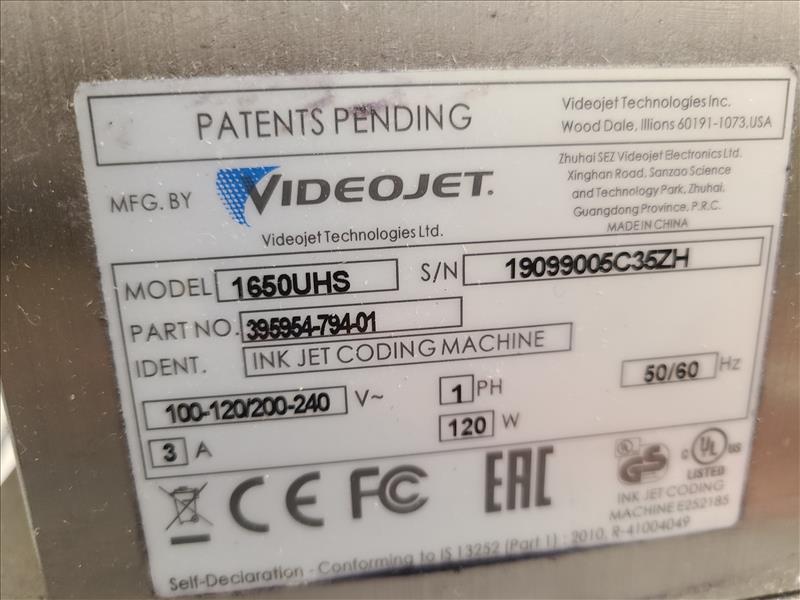 PATENTS PENDING
Videojet Technologies Inc.
Wood Dale, Illions 60191-1073,USA
MFG. BY
VIDEOJET.
Videojet Technologies Ltd.
Zhuhai SEZ Videojet Electronics Ltd.
Xinghan Road, Sanzao Science
and Technology Park, Zhuhai,
Guangdong Province, P.R.C.
MADE IN CHINA
MODEL 1650UHS S/N 19099005C35ZH
PART NO. 395954-794-01
IDENT. INK JET CODING MACHINE
100-120/200-240 V~ 1 PH 50/60 Hz
3 A 120 W
CE FC EAC
UL GS
c UL us
LISTED
INK JET CODING
MACHINE E252185
Self-Declaration - Conforming to IS 13252 (Part 1) : 2010, R-41004049